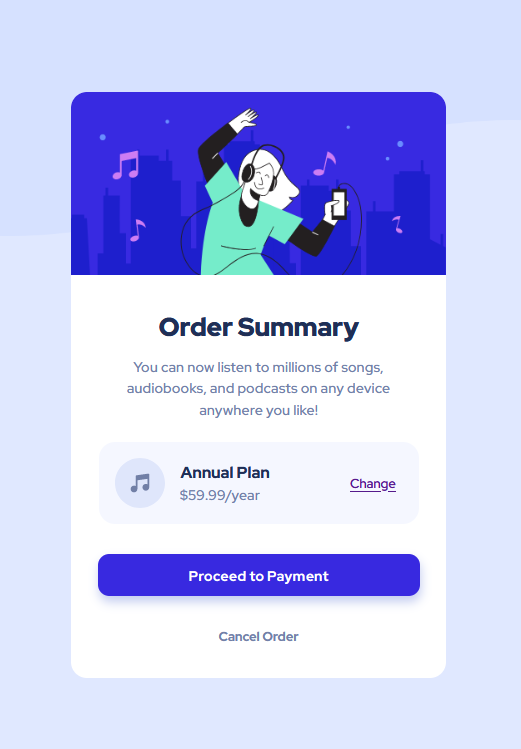 Order Summary
You can now listen to millions of songs,
audiobooks, and podcasts on any device
anywhere you like!
Annual Plan
$59.99/year
Change
Proceed to Payment
Cancel Order